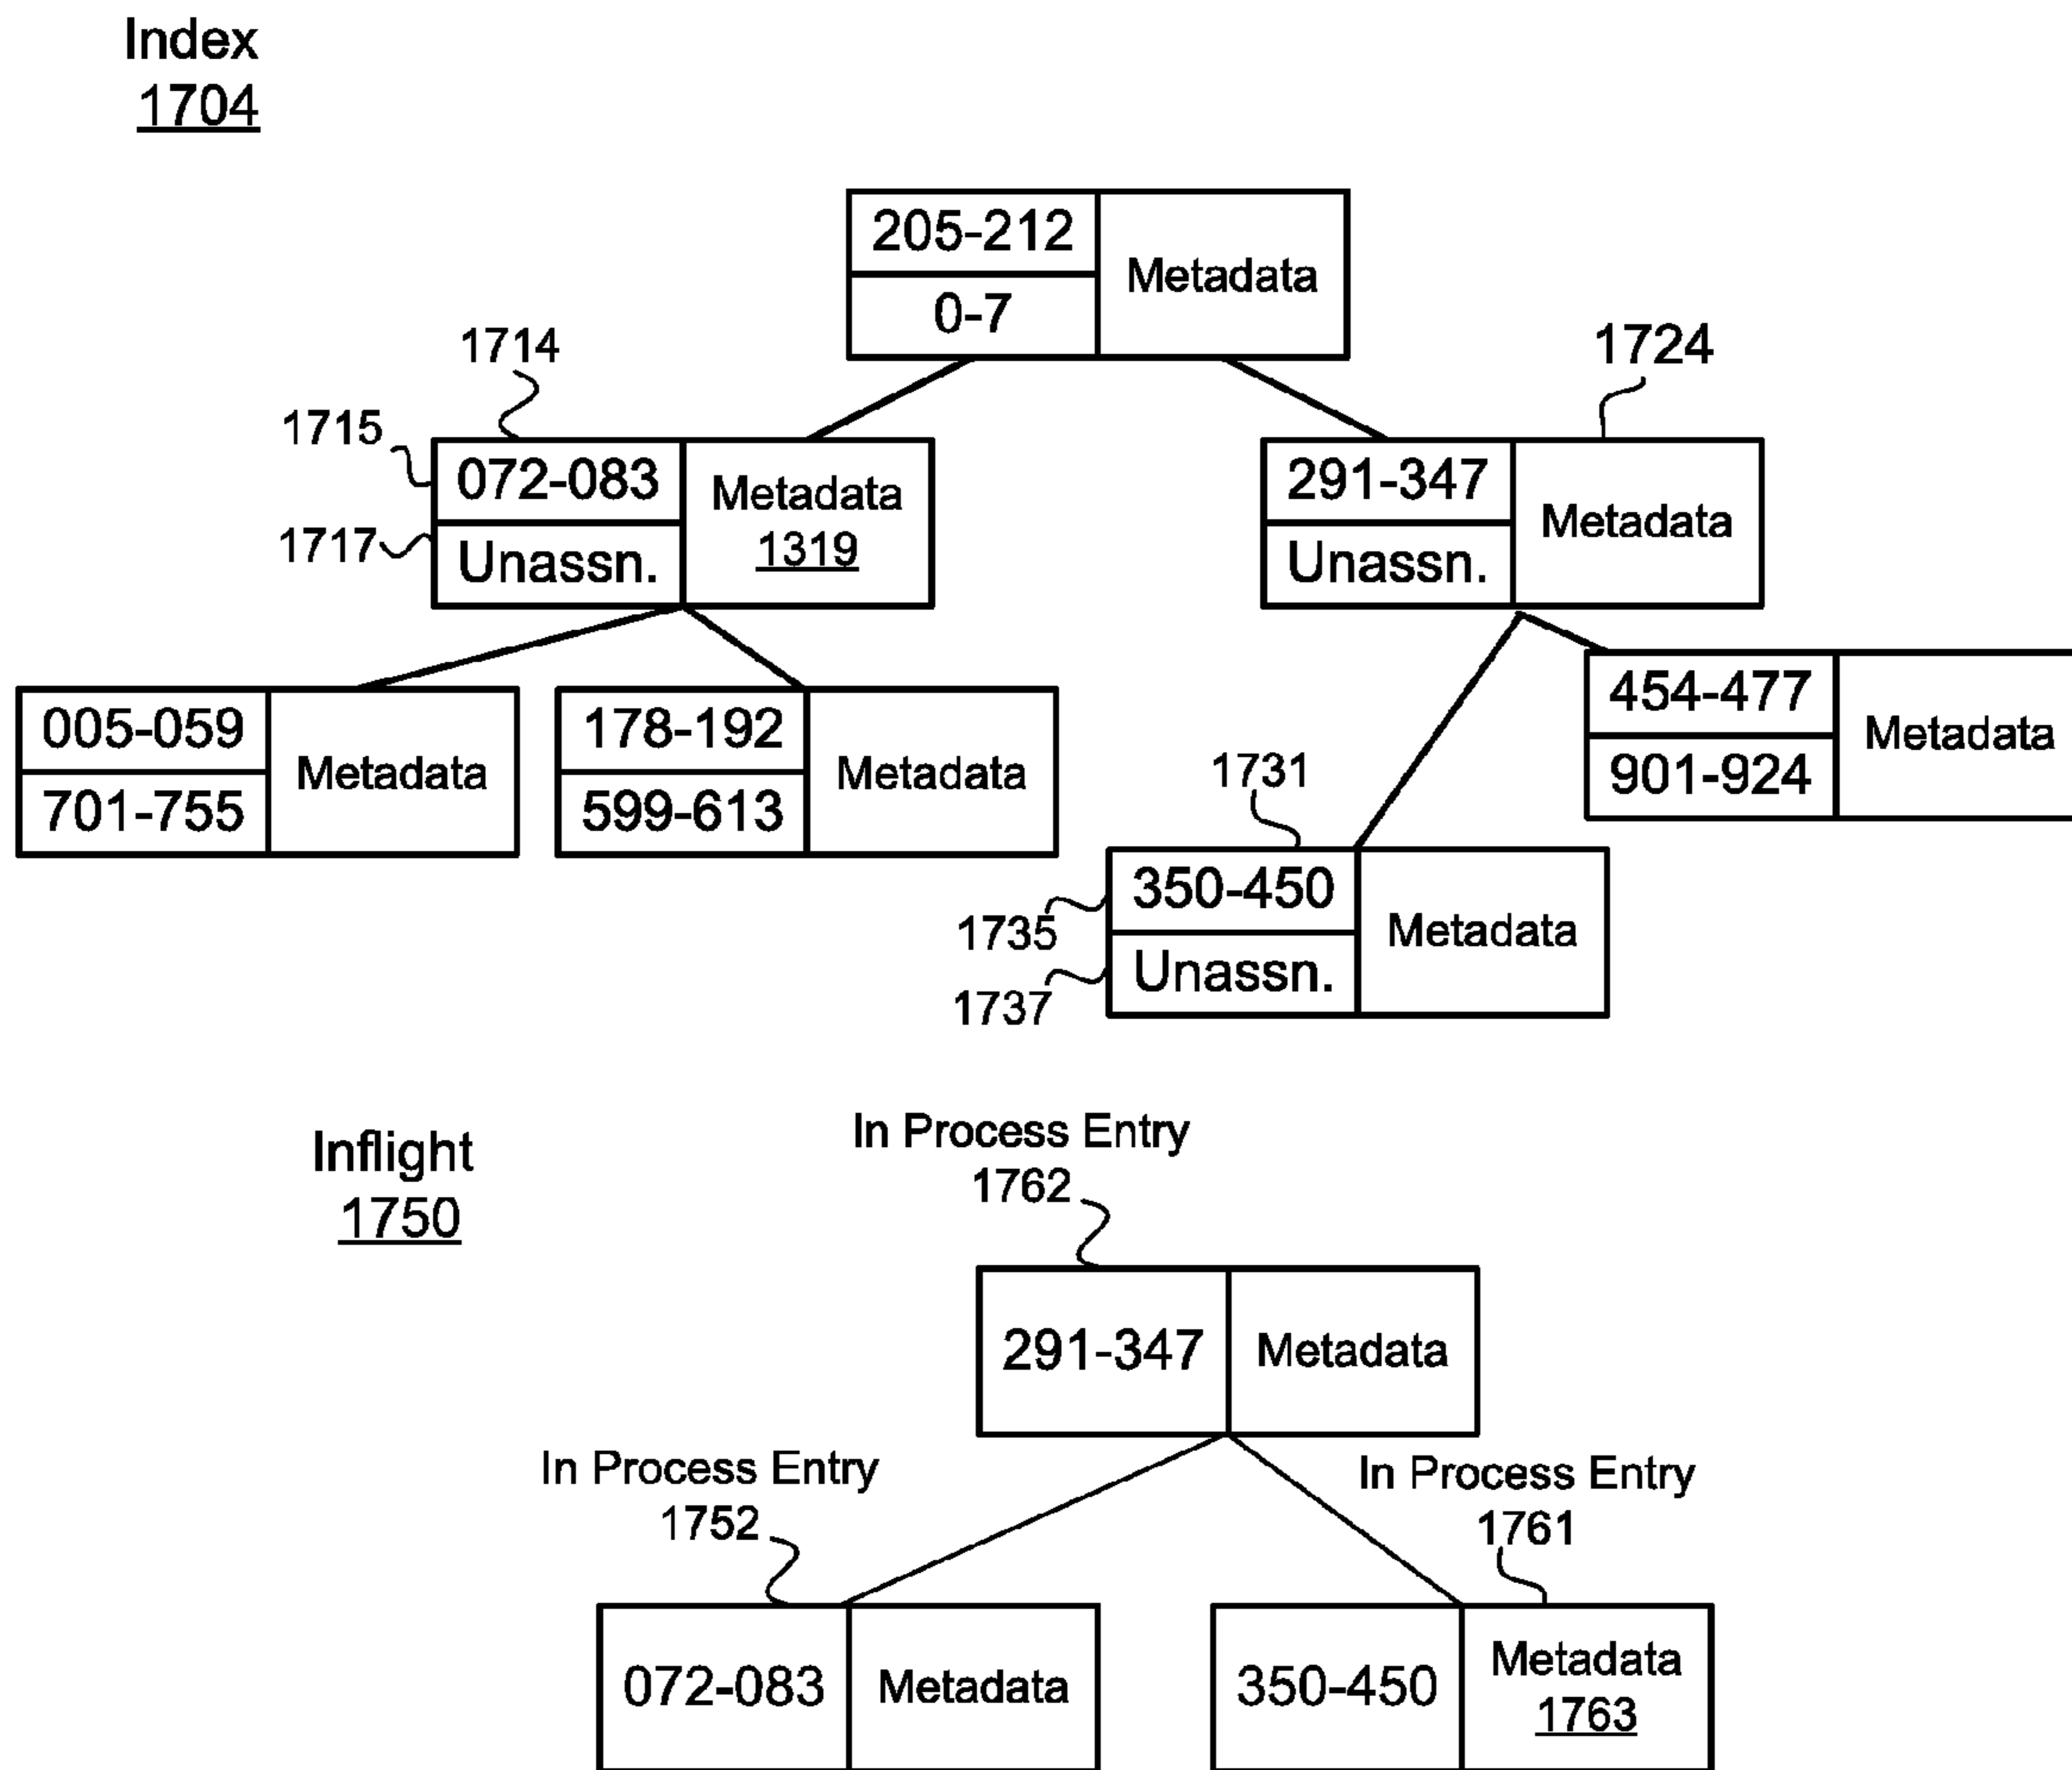 Index
1704
205-212
Metadata
0-7
1714
1724
1715
072-083
Metadata
1319
1717
Unassn.
291-347
Metadata
Unassn.
005-059
Metadata
701-755
178-192
Metadata
599-613
454-477
Metadata
901-924
1731
350-450
Metadata
1735
Unassn.
1737
Inflight
1750
In Process Entry
1762
291-347
Metadata
In Process Entry
1752
In Process Entry
1761
072-083
Metadata
350-450
Metadata
1763